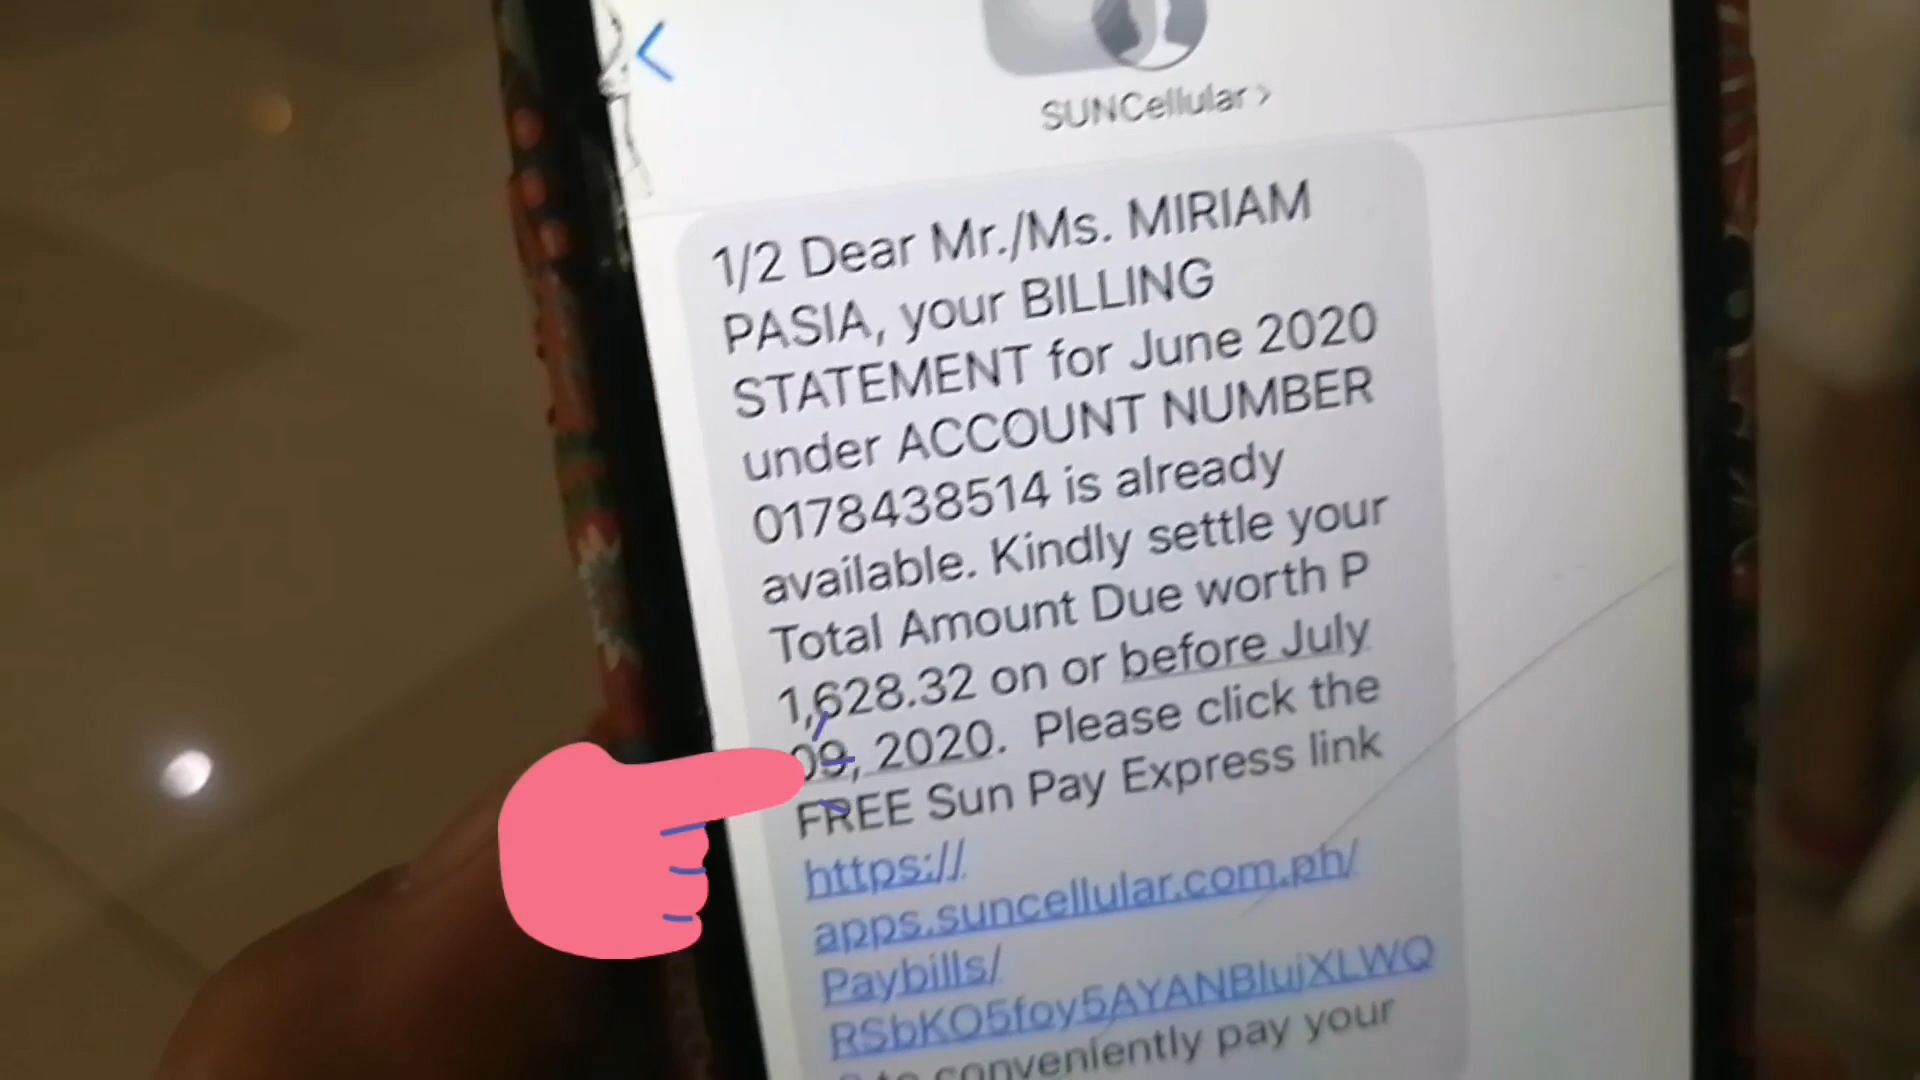 SUNCellular >
1/2 Dear Mr./Ms. MIRIAM
PASIA, your BILLING
STATEMENT for June 2020
under ACCOUNT NUMBER
0178438514 is already
available. Kindly settle your
Total Amount Due worth P
1,628.32 on or before July
09, 2020. Please click the
FREE Sun Pay Express link
https://
apps.suncellular.com.ph/
Paybills/
RSbKO5foy5AYANBlujXLWQ
to conveniently pay your